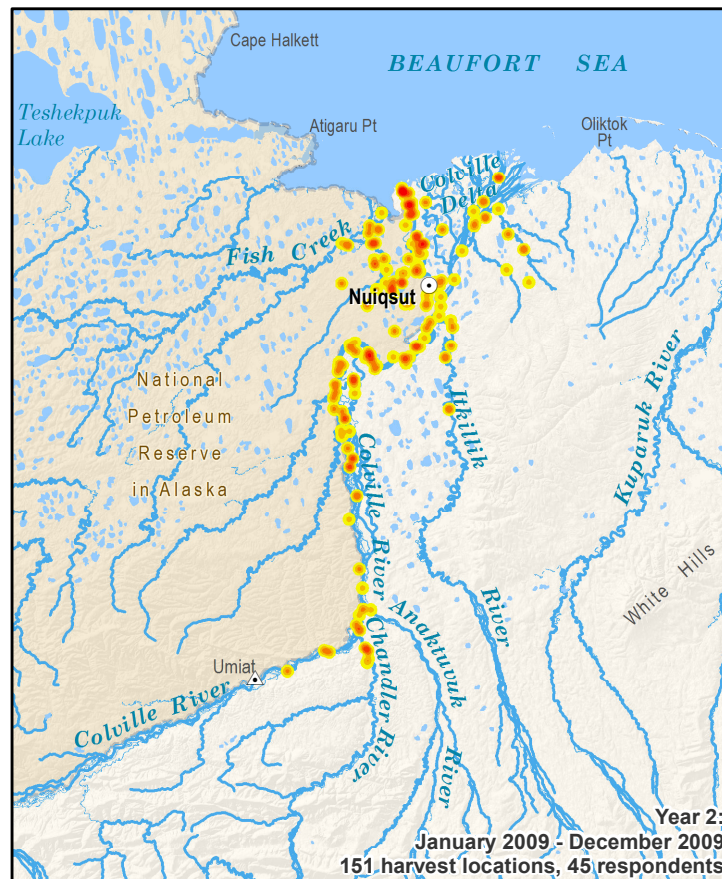 Cape Halkett
BEAUFORT SEA
Teshekpuk
Lake
Atigaru Pt
Oliktok
Pt
Colville
Delta
Fish Creek
Nuiqsut
National
Petroleum
Reserve
in Alaska
Itkillik
River
Kuparuk River
Colville
River
White Hills
Anaktuvuk
River
Chandler
River
Umiat
Colville River
Year 2:
January 2009 - December 2009
151 harvest locations, 45 respondents